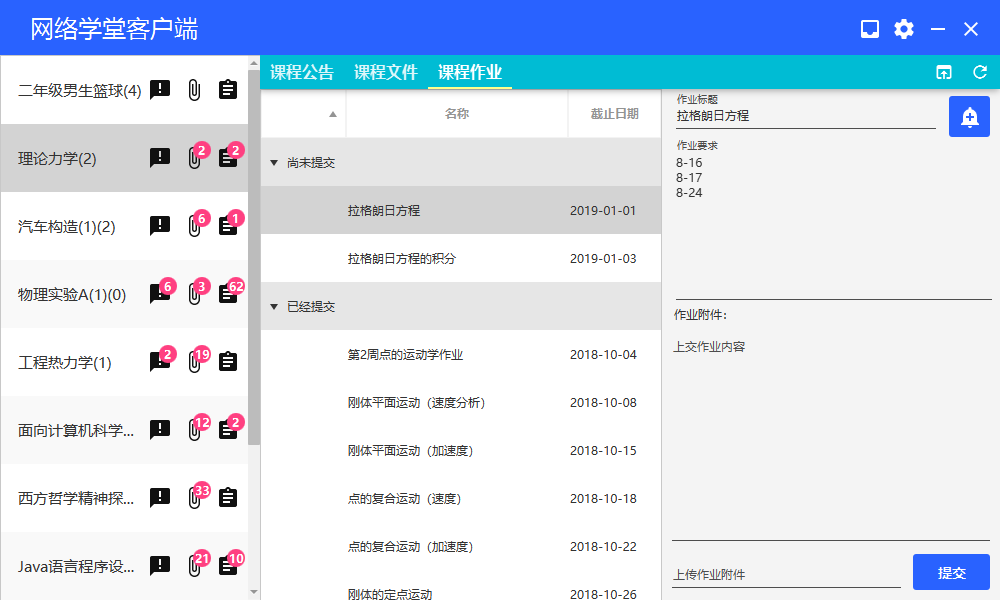 网络学堂客户端
课程公告 课程文件 课程作业
二年级男生篮球(4)
理论力学(2) 2 2
汽车构造(1)(2) 6 1
物理实验A(1)(0) 6 3 62
工程热力学(1) 2 19
面向计算机科学... 12 2
西方哲学精神探... 33
Java语言程序设... 21 10
名称 截止日期
尚未提交
拉格朗日方程 2019-01-01
拉格朗日方程的积分 2019-01-03
已经提交
第2周点的运动学作业 2018-10-04
刚体平面运动（速度分析） 2018-10-08
刚体平面运动（加速度） 2018-10-15
点的复合运动（速度） 2018-10-18
点的复合运动（加速度） 2018-10-22
刚体的定点运动 2018-10-26
作业标题
拉格朗日方程
作业要求
8-16
8-17
8-24
作业附件：
上交作业内容
上传作业附件
提交